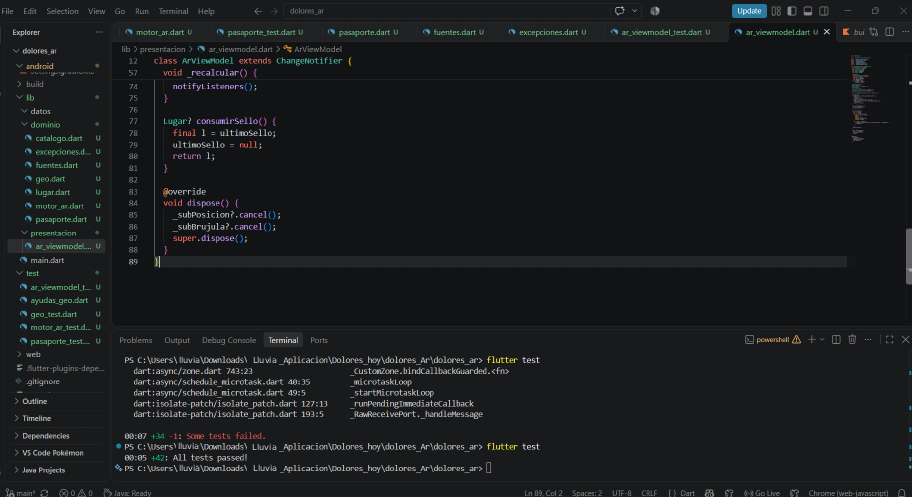 File Edit Selection View Go Run Terminal Help
dolores_ar
Update
Explorer
motor_ar.dart U
pasaporte_test.dart U
pasaporte.dart U
fuentes.dart U
excepciones.dart U
ar_viewmodel_test.dart U
ar_viewmodel.dart U
bui
dolores_ar
lib > presentacion > ar_viewmodel.dart > ArViewModel
android
build
lib
datos
dominio
catalogo.dart U
excepciones.d... U
fuentes.dart U
geo.dart U
lugar.dart U
motor_ar.dart U
pasaporte.dart U
presentacion
ar_viewmodel.... U
main.dart
test
ar_viewmodel_t... U
ayudas_geo.dart U
geo_test.dart U
motor_ar_test.d... U
pasaporte_test.... U
web
.flutter-plugins-depe...
.gitignore
Outline
Timeline
Dependencies
VS Code Pokémon
Java Projects
12 class ArViewModel extends ChangeNotifier {
57 void _recalcular() {
74 notifyListeners();
75 }
76
77 Lugar? consumirSello() {
78 final l = ultimoSello;
79 ultimoSello = null;
80 return l;
81 }
82
83 @override
84 void dispose() {
85 _subPosicion?.cancel();
86 _subBrujula?.cancel();
87 super.dispose();
88 }
89 }
Problems Output Debug Console Terminal Ports
powershell
PS C:\Users\lluvia\Downloads\ Lluvia _Aplicacion\Dolores_hoy\dolores_Ar\dolores_ar> flutter test
dart:async/zone.dart 743:23 _CustomZone.bindCallbackGuarded.<fn>
dart:async/schedule_microtask.dart 40:35 _microtaskLoop
dart:async/schedule_microtask.dart 49:5 _startMicrotaskLoop
dart:isolate-patch/isolate_patch.dart 127:13 _runPendingImmediateCallback
dart:isolate-patch/isolate_patch.dart 193:5 _RawReceivePort._handleMessage
00:07 +34 -1: Some tests failed.
PS C:\Users\lluvia\Downloads\ Lluvia _Aplicacion\Dolores_hoy\dolores_Ar\dolores_ar> flutter test
00:05 +42: All tests passed!
PS C:\Users\lluvia\Downloads\ Lluvia _Aplicacion\Dolores_hoy\dolores_Ar\dolores_ar>
main* 0 0 Java: Ready
Ln 89, Col 2 Spaces: 2 UTF-8 CRLF { } Dart Go Live Chrome (web-javascript)